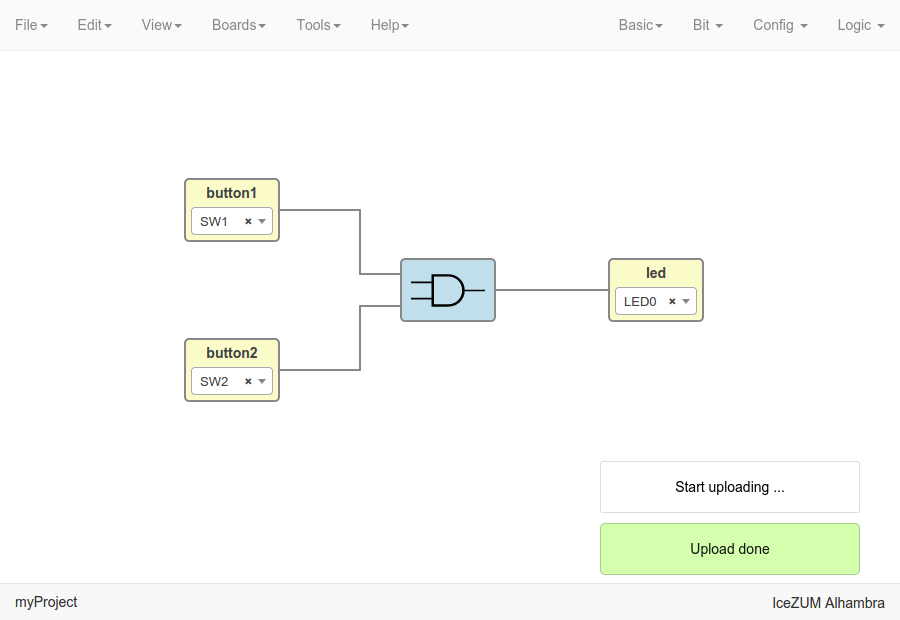 File Edit View Boards Tools Help Basic Bit Config Logic
button1
SW1 ×
led
LED0 ×
button2
SW2 ×
Start uploading ...
Upload done
myProject IceZUM Alhambra